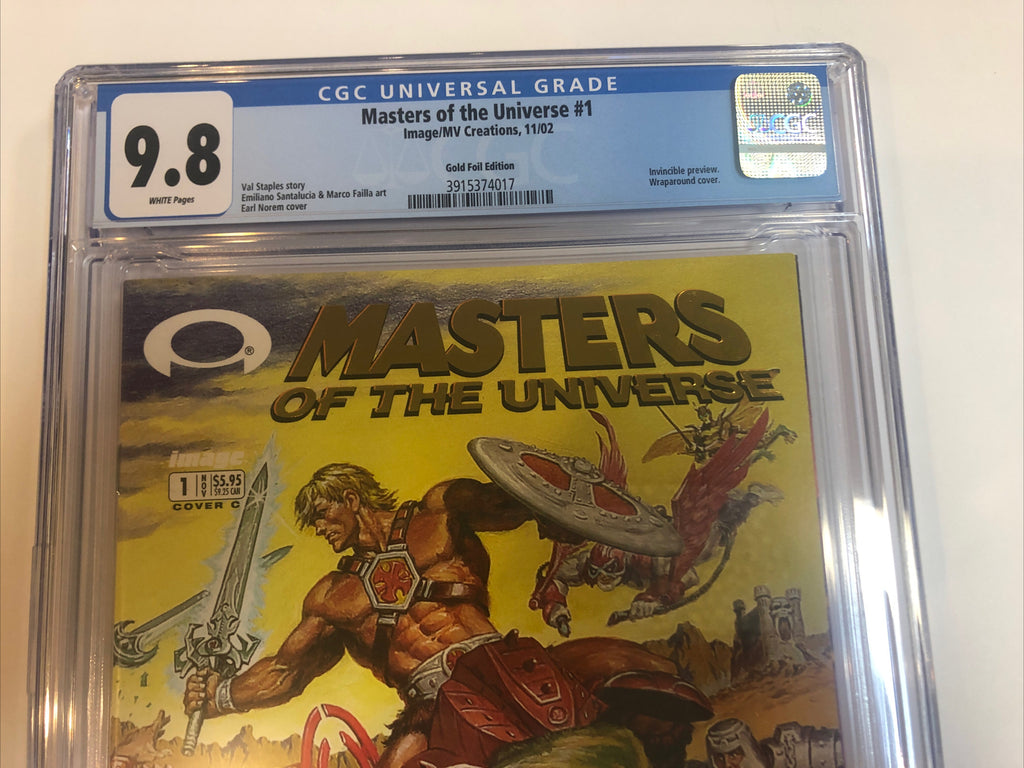 CGC UNIVERSAL GRADE
Masters of the Universe #1
Image/MV Creations, 11/02
9.8
WHITE Pages
Gold Foil Edition
3915374017
Val Staples story
Emiliano Santalucia & Marco Failla art
Earl Norem cover
Invincible preview.
Wraparound cover.
CGC
CGC
®
MASTERS
OF THE UNIVERSE
image
1 NOV $5.95
$9.25 CAN
COVER C